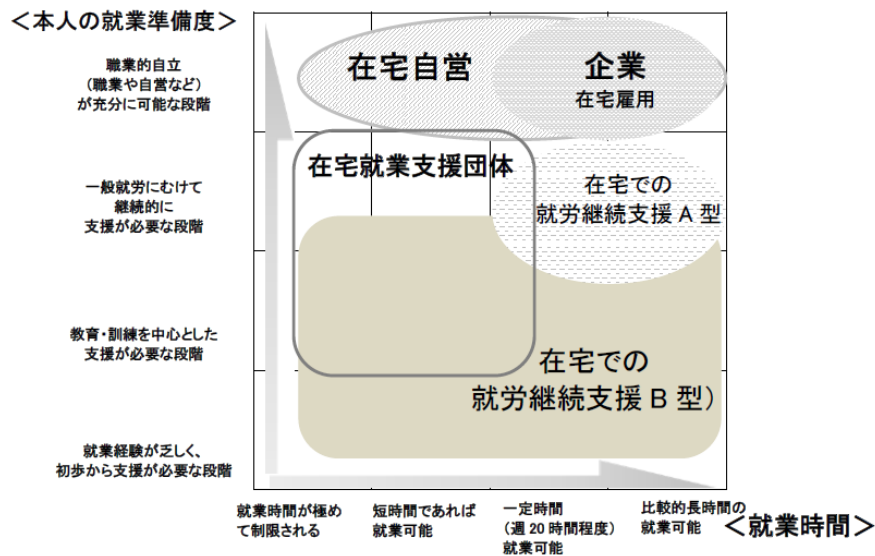 ＜本人の就業準備度＞
職業的自立
（職業や自営など）
が充分に可能な段階
一般就労にむけて
継続的に
支援が必要な段階
教育・訓練を中心とした
支援が必要な段階
就業経験が乏しく、
初歩から支援が必要な段階
在宅自営
企業
在宅雇用
在宅就業支援団体
在宅での
就労継続支援Ａ型
在宅での
就労継続支援Ｂ型）
就業時間が極め
て制限される
短時間であれば
就業可能
一定時間
（週20時間程度）
就業可能
比較的長時間の
就業可能
＜就業時間＞